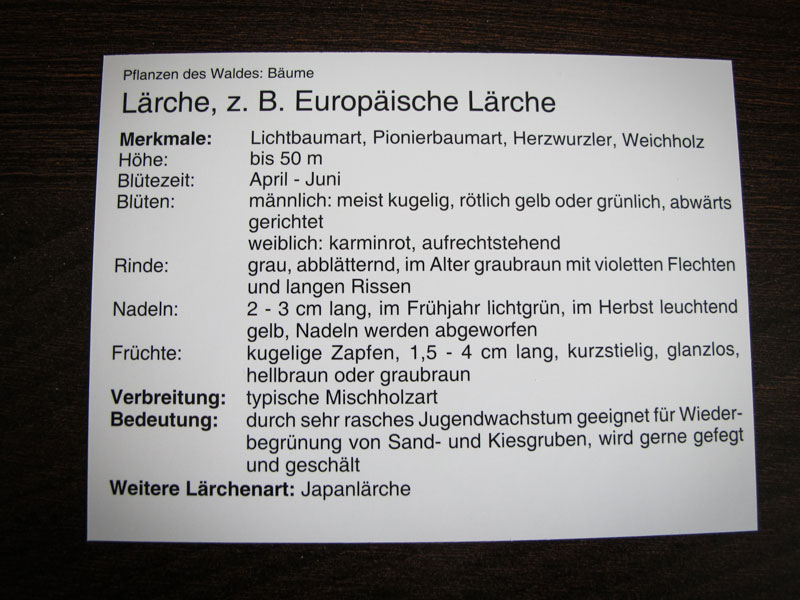 Pflanzen des Waldes: Bäume
Lärche, z. B. Europäische Lärche
Merkmale: Lichtbaumart, Pionierbaumart, Herzwurzler, Weichholz
Höhe: bis 50 m
Blütezeit: April - Juni
Blüten: männlich: meist kugelig, rötlich gelb oder grünlich, abwärts
gerichtet
weiblich: karminrot, aufrechtstehend
Rinde: grau, abblätternd, im Alter graubraun mit violetten Flechten
und langen Rissen
Nadeln: 2 - 3 cm lang, im Frühjahr lichtgrün, im Herbst leuchtend
gelb, Nadeln werden abgeworfen
Früchte: kugelige Zapfen, 1,5 - 4 cm lang, kurzstielig, glanzlos,
hellbraun oder graubraun
Verbreitung: typische Mischholzart
Bedeutung: durch sehr rasches Jugendwachstum geeignet für Wieder-
begrünung von Sand- und Kiesgruben, wird gerne gefegt
und geschält
Weitere Lärchenart: Japanlärche